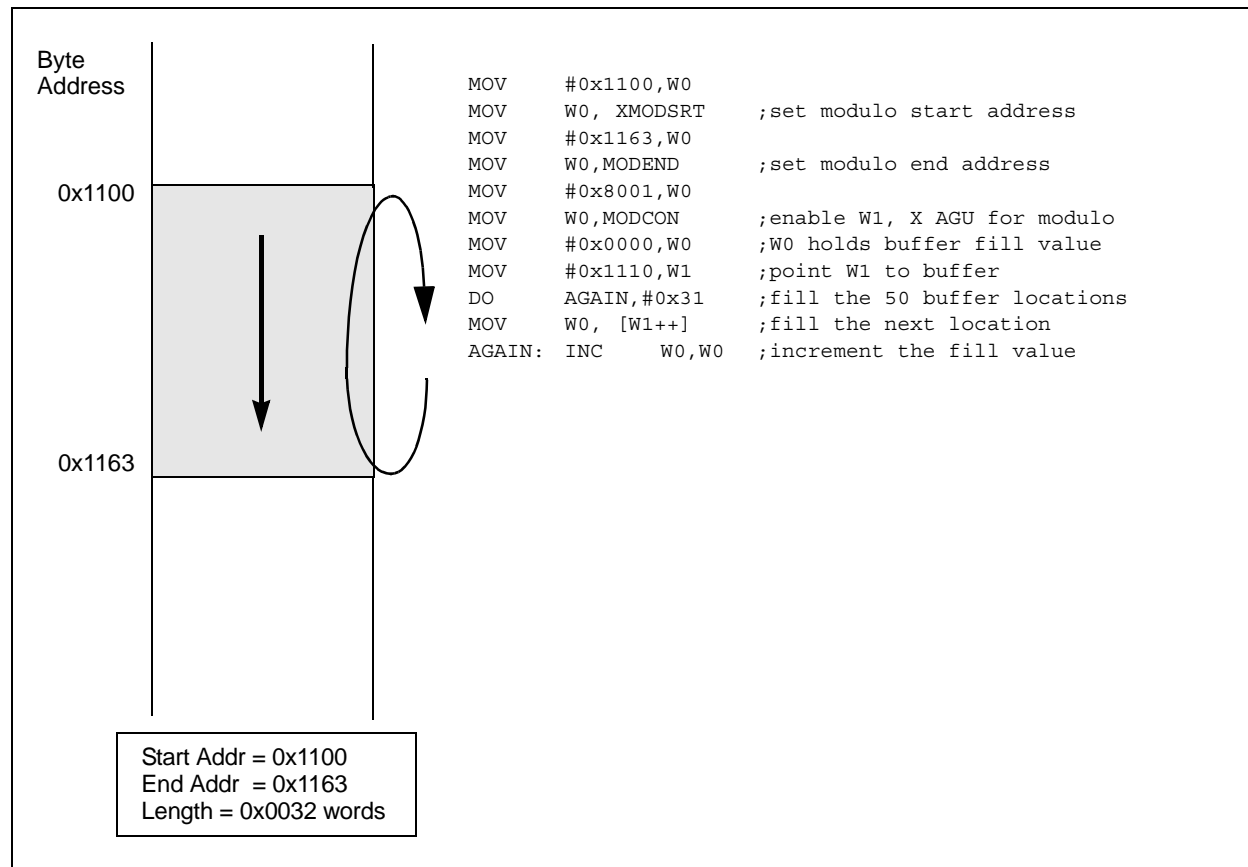 Byte
Address
0x1100
0x1163
MOV #0x1100,W0
MOV W0, XMODSRT ;set modulo start address
MOV #0x1163,W0
MOV W0,MODEND ;set modulo end address
MOV #0x8001,W0
MOV W0,MODCON ;enable W1, X AGU for modulo
MOV #0x0000,W0 ;W0 holds buffer fill value
MOV #0x1110,W1 ;point W1 to buffer
DO AGAIN,#0x31 ;fill the 50 buffer locations
MOV W0, [W1++] ;fill the next location
AGAIN: INC W0,W0 ;increment the fill value
Start Addr = 0x1100
End Addr = 0x1163
Length = 0x0032 words